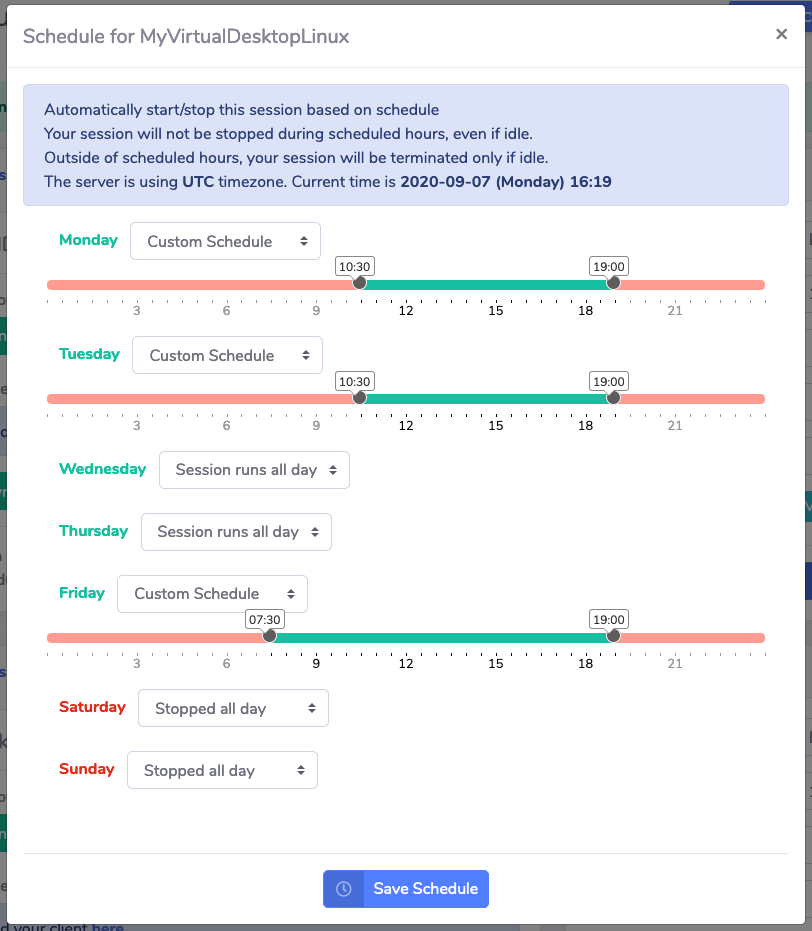 Schedule for MyVirtualDesktopLinux
×
Automatically start/stop this session based on schedule
Your session will not be stopped during scheduled hours, even if idle.
Outside of scheduled hours, your session will be terminated only if idle.
The server is using UTC timezone. Current time is 2020-09-07 (Monday) 16:19
Monday Custom Schedule
10:30 19:00
3 6 9 12 15 18 21
Tuesday Custom Schedule
10:30 19:00
3 6 9 12 15 18 21
Wednesday Session runs all day
Thursday Session runs all day
Friday Custom Schedule
07:30 19:00
3 6 9 12 15 18 21
Saturday Stopped all day
Sunday Stopped all day
Save Schedule
d your client here